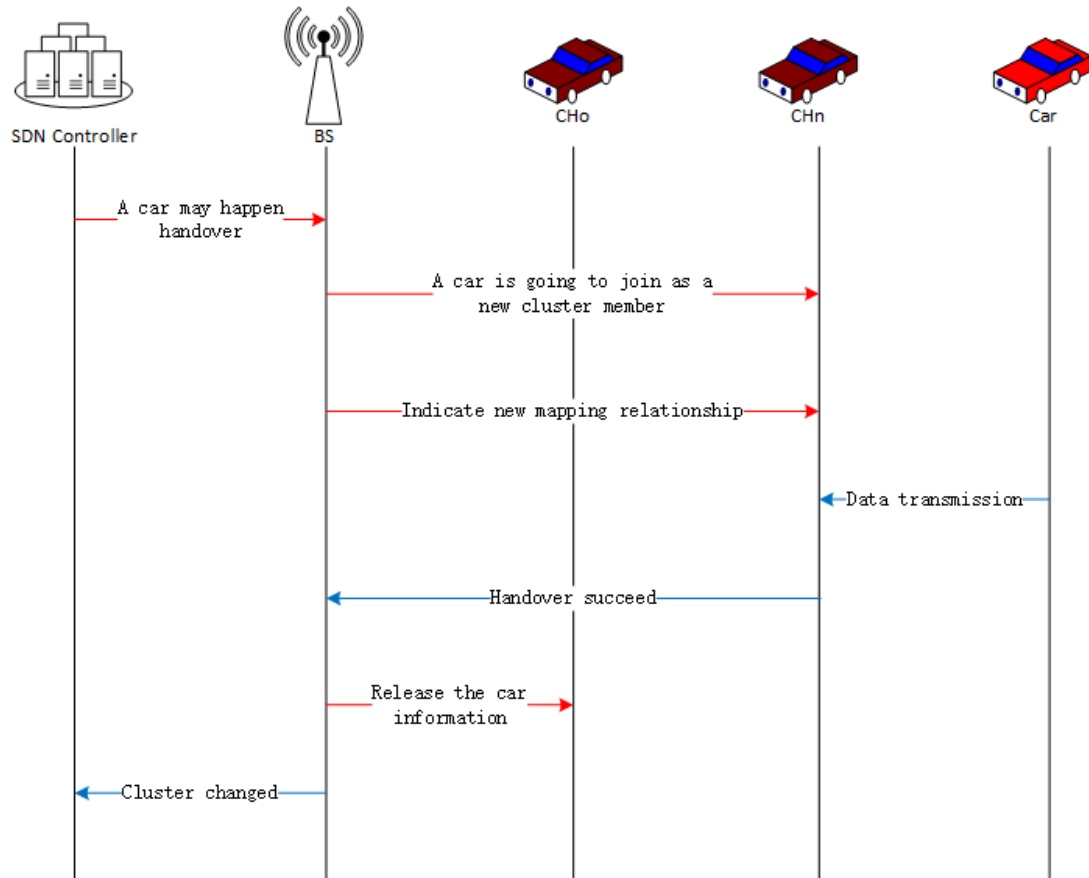 SDN Controller
BS
CHo
CHn
Car
A car may happen
handover
A car is going to join as a
new cluster member
Indicate new mapping relationship
Data transmission
Handover succeed
Release the car
information
Cluster changed